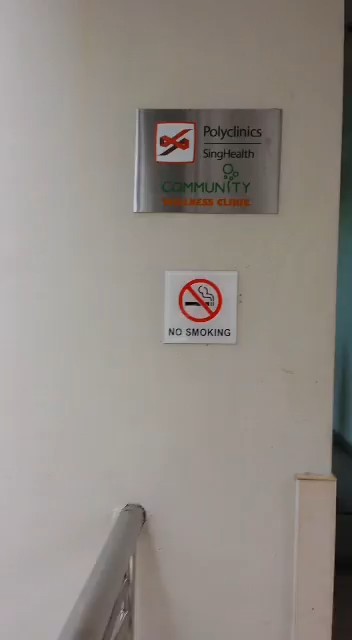 Polyclinics
SingHealth
COMMUNITY
WELLNESS CLINIC
NO SMOKING